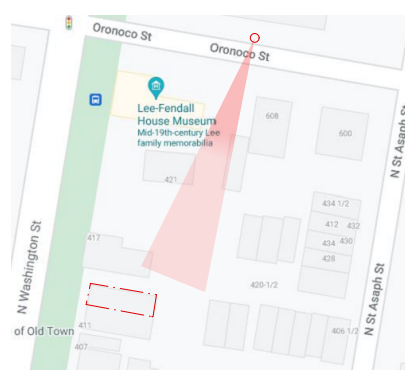 Oronoco St
Oronoco St
Lee-Fendall
House Museum
Mid-19th-century Lee
family memorabilia
608
600
N St Asaph St
421
434 1/2
412 432
434 430
428
417
N Washington St
420-1/2
N St Asaph St
of Old Town
411
406 1/2
407